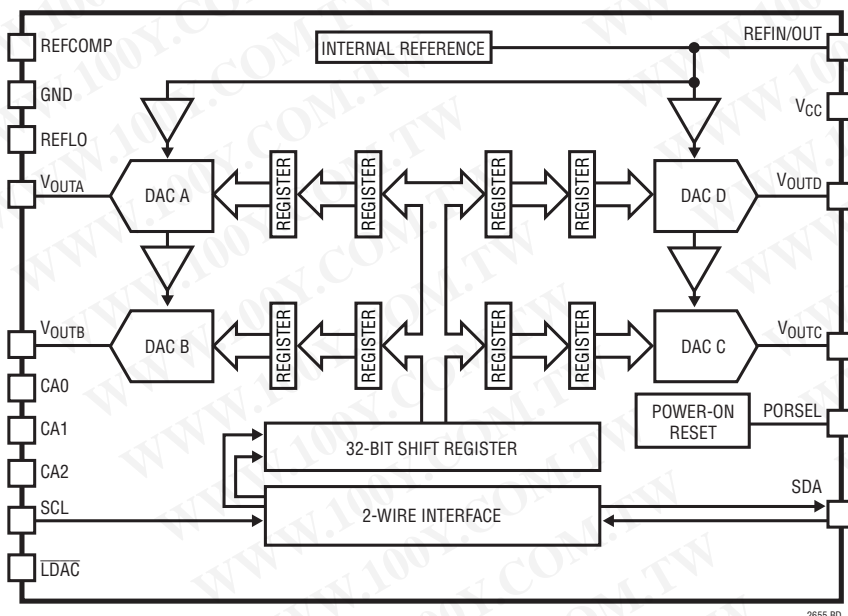 REFCOMP
INTERNAL REFERENCE
REFIN/OUT
GND
VCC
REFLO
VOUTA
DAC A
REGISTER
REGISTER
REGISTER
REGISTER
DAC D
VOUTD
VOUTB
DAC B
REGISTER
REGISTER
REGISTER
REGISTER
DAC C
VOUTC
CA0
CA1
CA2
POWER-ON
RESET
PORSEL
32-BIT SHIFT REGISTER
SCL
2-WIRE INTERFACE
SDA
LDAC
2655 BD
WWW.100Y.COM.TW